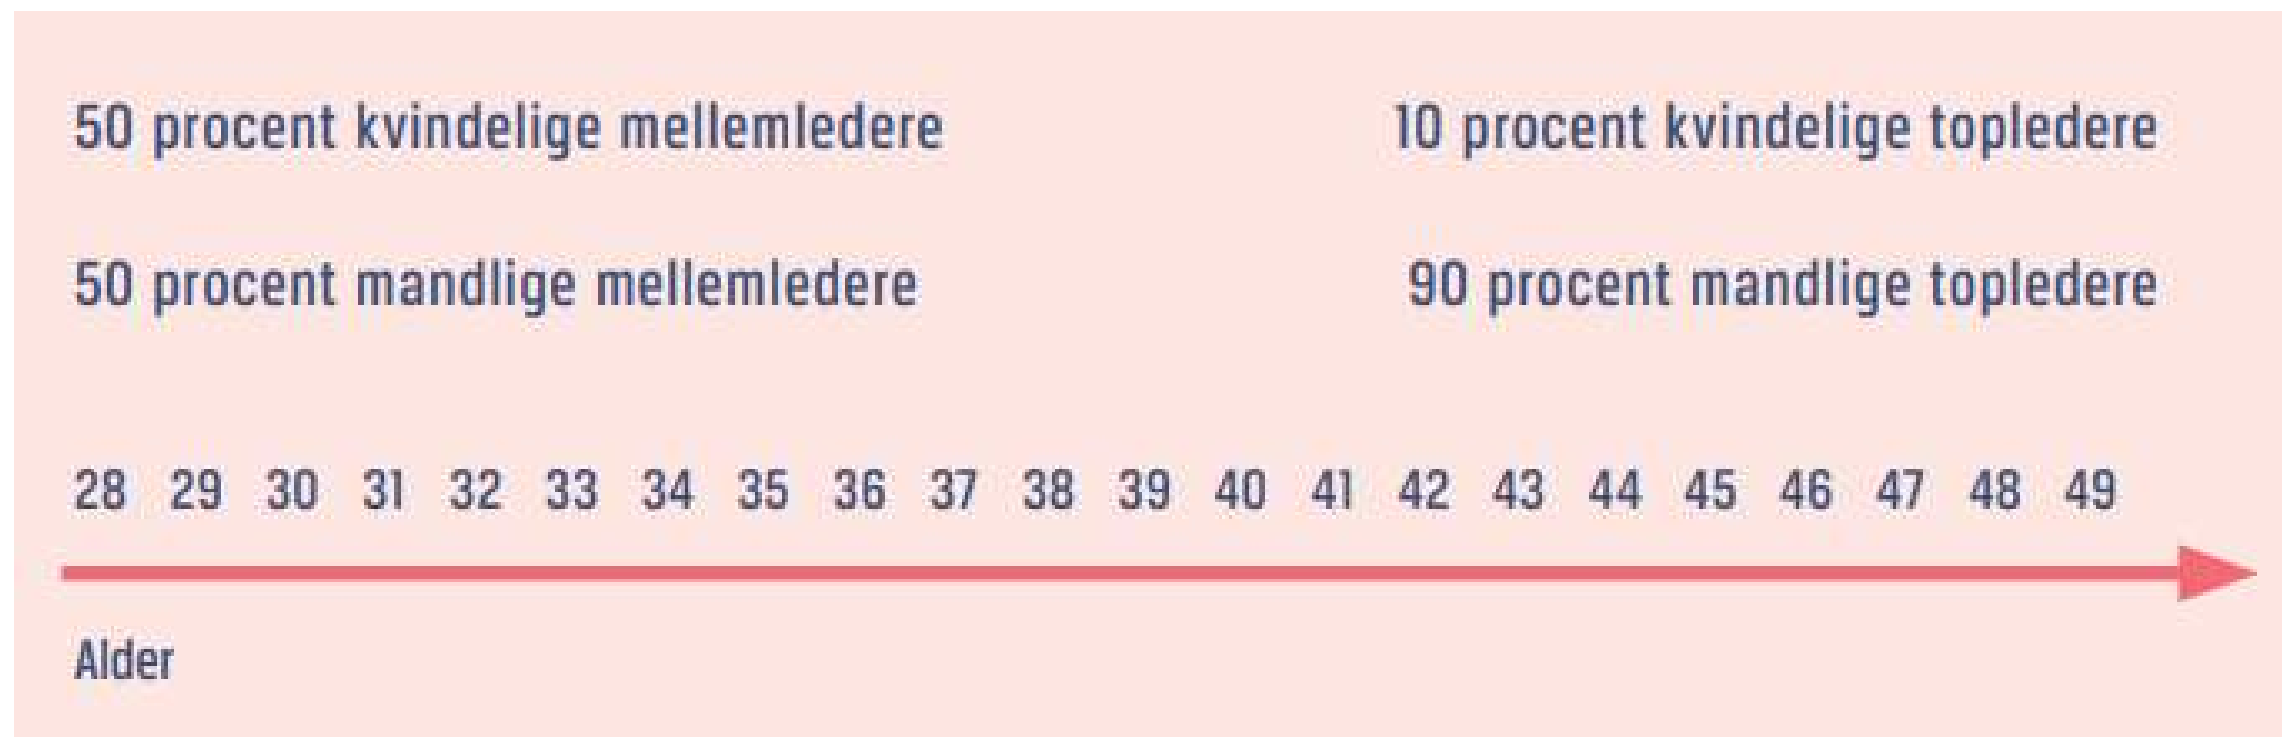 50 procent kvindelige mellemledere
10 procent kvindelige topledere
50 procent mandlige mellemledere
90 procent mandlige topledere
28 29 30 31 32 33 34 35 36 37 38 39 40 41 42 43 44 45 46 47 48 49
Alder